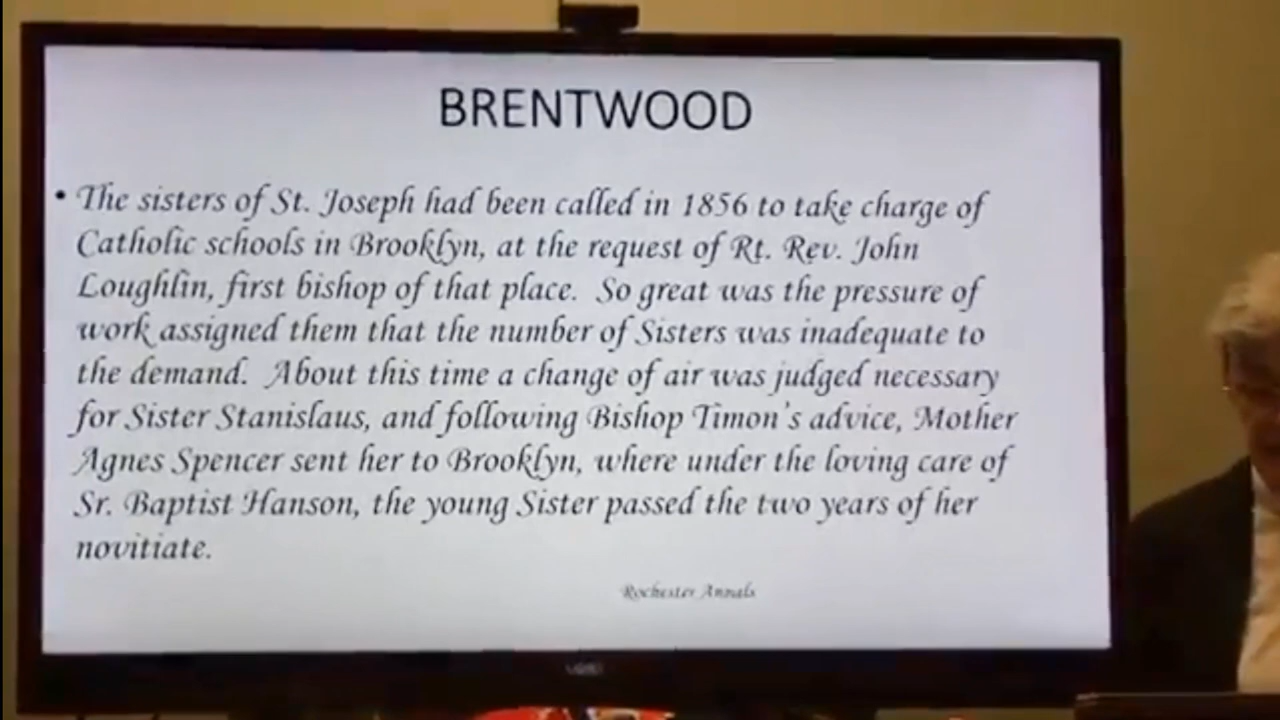 BRENTWOOD
• The sisters of St. Joseph had been called in 1856 to take charge of
Catholic schools in Brooklyn, at the request of Rt. Rev. John
Loughlin, first bishop of that place. So great was the pressure of
work assigned them that the number of Sisters was inadequate to
the demand. About this time a change of air was judged necessary
for Sister Stanislaus, and following Bishop Timon's advice, Mother
Agnes Spencer sent her to Brooklyn, where under the loving care of
Sr. Baptist Hanson, the young Sister passed the two years of her
novitiate.
Rochester Annals